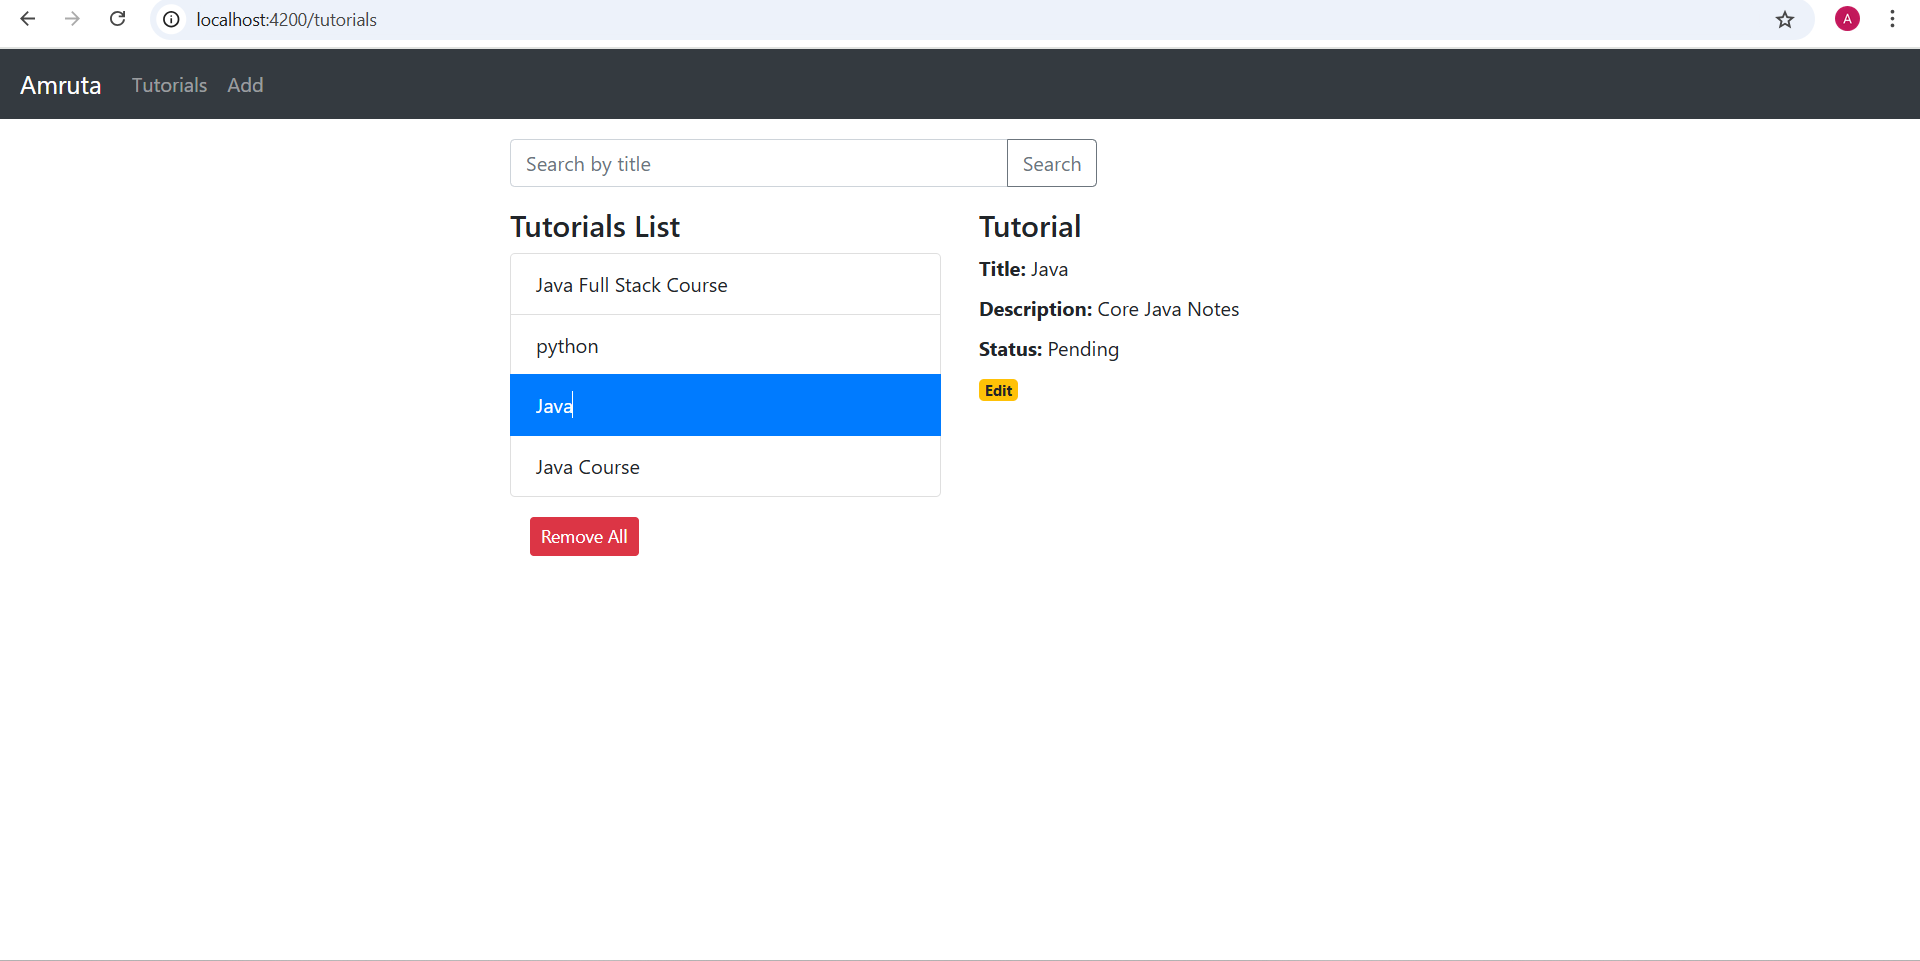 localhost:4200/tutorials
A
Amruta Tutorials Add
Search by title Search
Tutorials List
Java Full Stack Course
python
Java
Java Course
Remove All
Tutorial
Title: Java
Description: Core Java Notes
Status: Pending
Edit